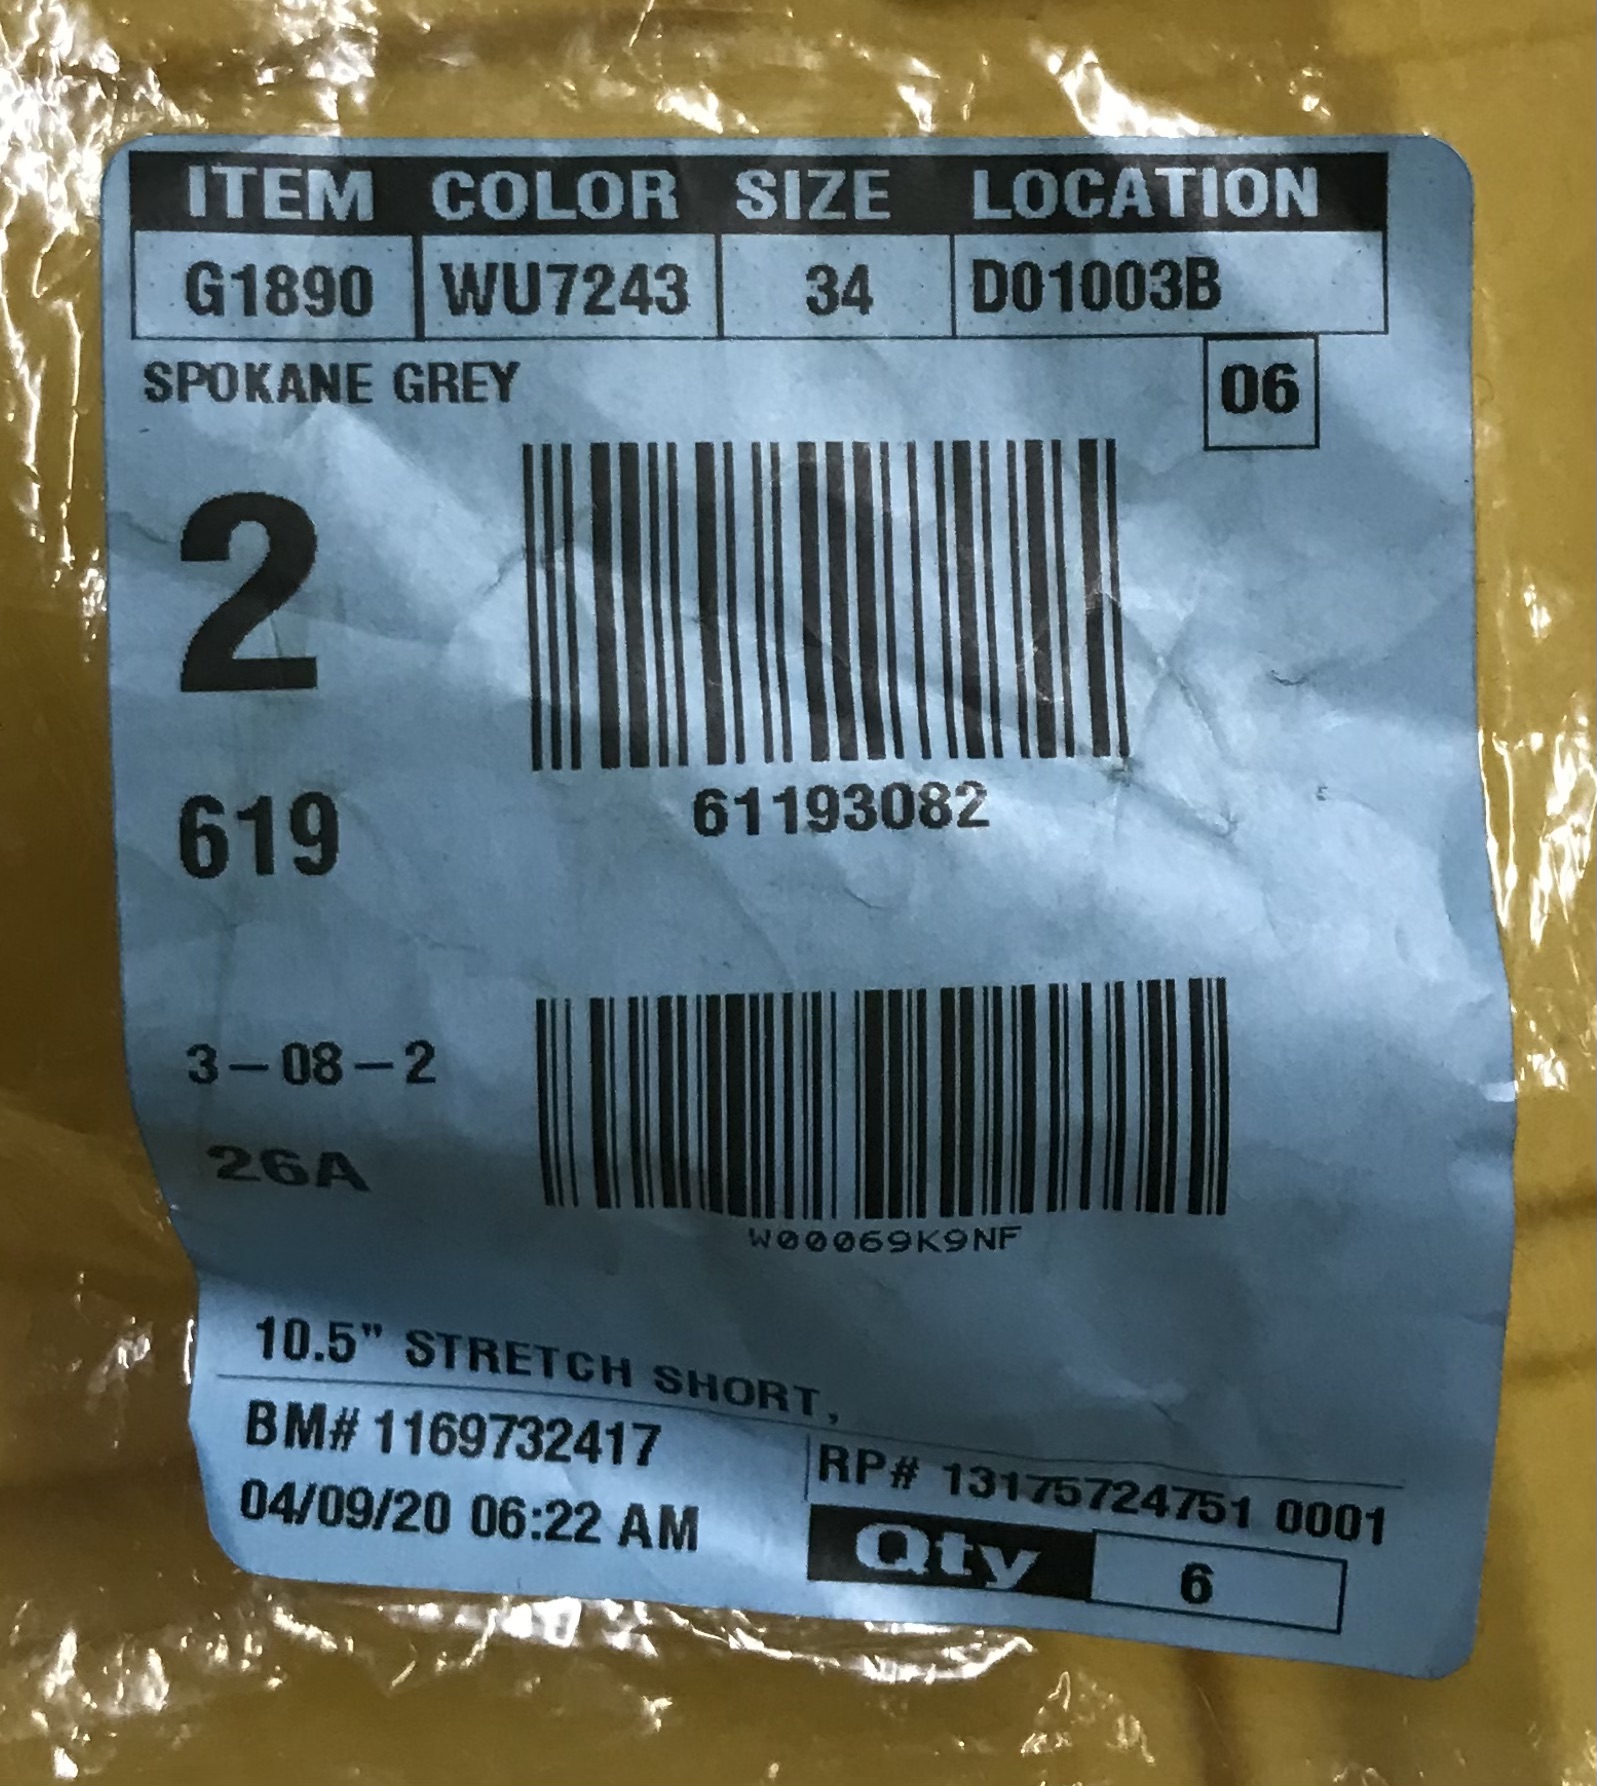 ITEM COLOR SIZE LOCATION
G1890 WU7243 34 D01003B
SPOKANE GREY
06
2
61193082
619
3-08-2
26A
W00069K9NF
10.5" STRETCH SHORT,
BM# 1169732417
RP# 13175724751 0001
04/09/20 06:22 AM
Qty 6